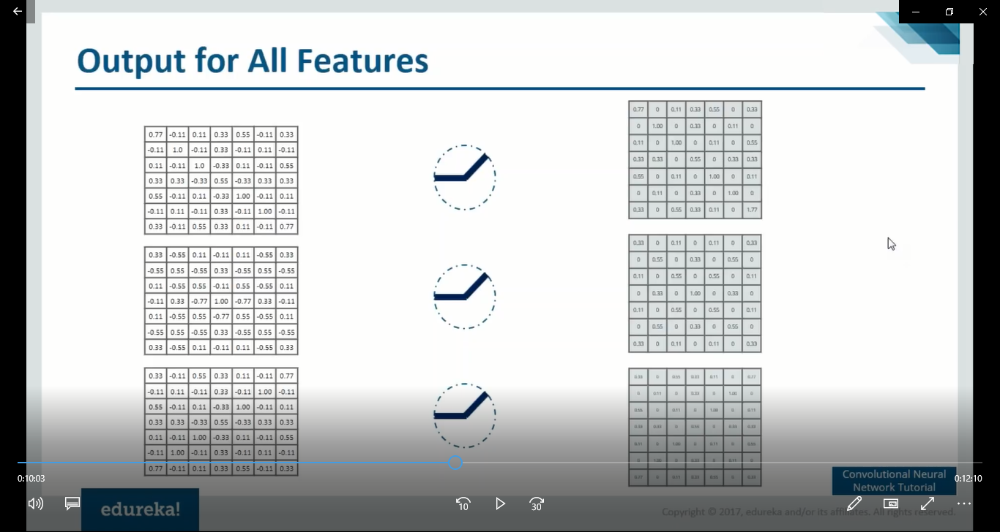 Output for All Features
0.77 -0.11 0.11 0.33 0.55 -0.11 0.33
-0.11 1.0 -0.11 0.33 -0.11 0.11 -0.11
0.11 -0.11 1.0 -0.33 0.11 -0.11 0.55
0.33 0.33 -0.33 0.55 -0.33 0.33 0.33
0.55 -0.11 0.11 -0.33 1.00 -0.11 0.11
-0.11 0.11 -0.11 0.33 -0.11 1.00 -0.11
0.33 -0.11 0.55 0.33 0.11 -0.11 0.77
0.77 0 0.11 0.33 0.55 0 0.33
0 1.00 0 0.33 0 0.11 0
0.11 0 1.00 0 0.11 0 0.55
0.33 0.33 0 0.55 0 0.33 0.33
0.55 0 0.11 0 1.00 0 0.11
0 0.11 0 0.33 0 1.00 0
0.33 0 0.55 0.33 0.11 0 1.77
0.33 -0.55 0.11 -0.11 0.11 -0.55 0.33
-0.55 0.55 -0.55 0.33 -0.55 0.55 -0.55
0.11 -0.55 0.55 -0.11 0.55 -0.55 0.11
-0.11 0.33 -0.77 1.00 -0.77 0.33 -0.11
0.11 -0.55 0.55 -0.77 0.55 -0.55 0.11
-0.55 0.55 -0.55 0.33 -0.55 0.55 -0.55
0.33 -0.55 0.11 -0.11 0.11 -0.55 0.33
0.33 0 0.11 0 0.11 0 0.33
0 0.55 0 0.33 0 0.55 0
0.11 0 0.55 0 0.55 0 0.11
0 0.33 0 1.00 0 0.33 0
0.11 0 0.55 0 0.55 0 0.11
0 0.55 0 0.33 0 0.55 0
0.33 0 0.11 0 0.11 0 0.33
0.33 -0.11 0.55 0.33 0.11 -0.11 0.77
-0.11 0.11 -0.11 0.33 -0.11 1.00 -0.11
0.55 -0.11 0.11 -0.33 1.00 -0.11 0.11
0.33 0.33 -0.33 0.55 -0.33 0.33 0.33
0.11 -0.11 1.00 -0.33 0.11 -0.11 0.55
-0.11 1.00 -0.11 0.33 -0.11 0.11 -0.11
0.77 -0.11 0.11 0.33 0.55 -0.11 0.33
0:10:03
0:12:10
Convolutional Neural
Network Tutorial
10
30
edureka!
Copyright © 2017, edureka and/or its affiliates. All rights reserved.